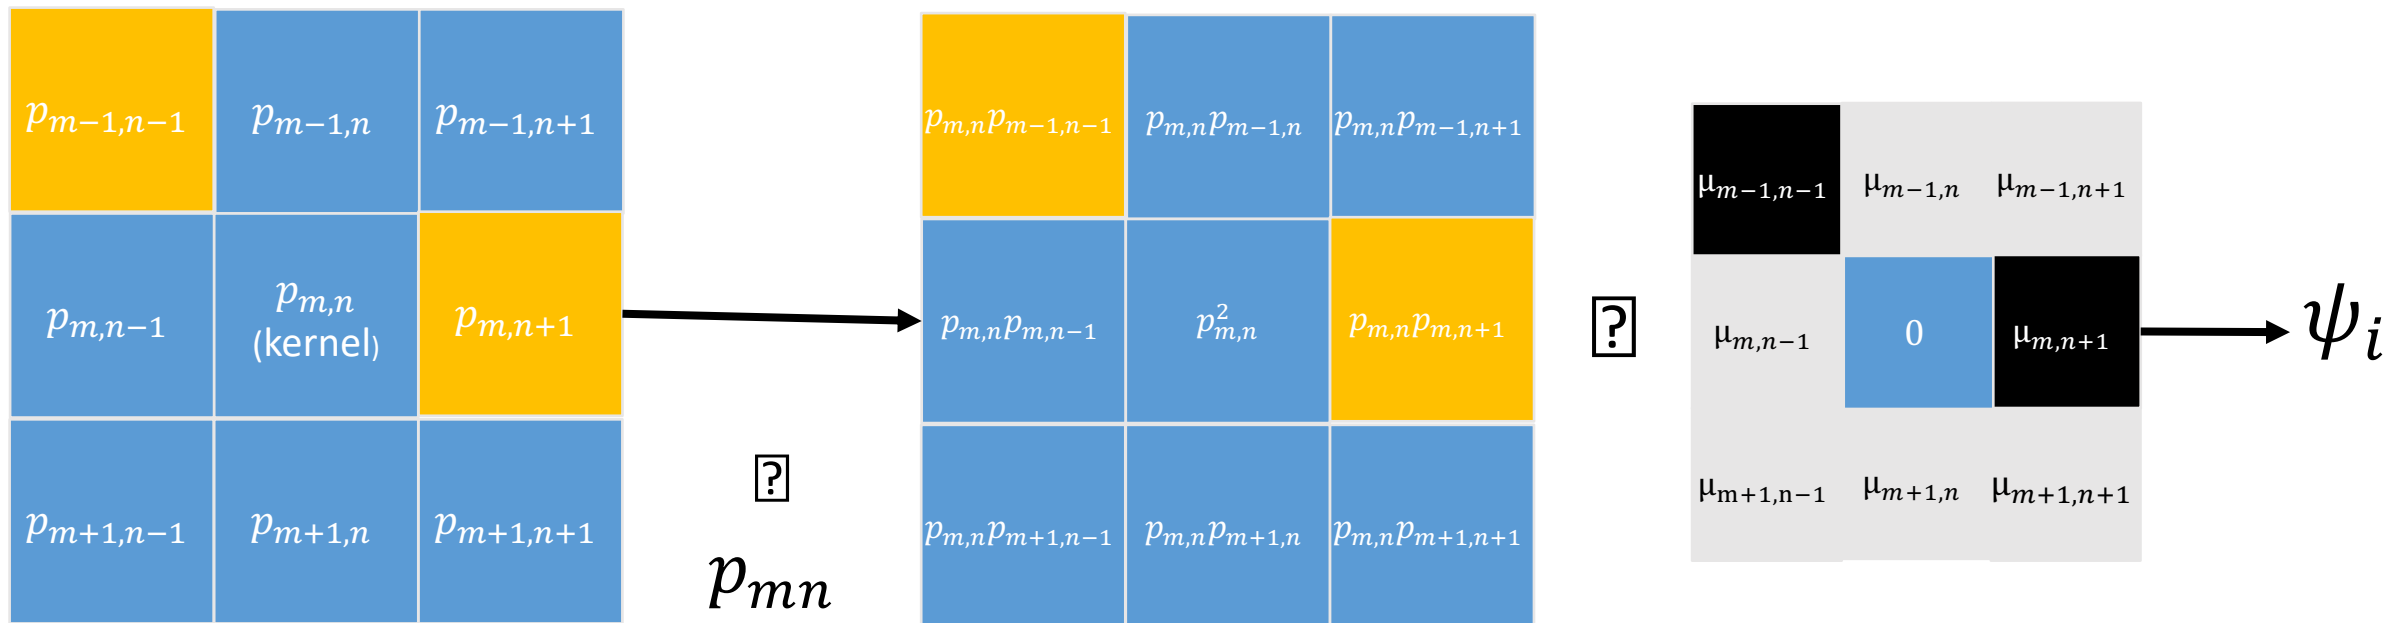 p_{m−1,n−1} p_{m−1,n} p_{m−1,n+1}
p_{m,n−1} p_{m,n} (kernel) p_{m,n+1}
p_{m+1,n−1} p_{m+1,n} p_{m+1,n+1}
?
p_{mn}
p_{m,n}p_{m−1,n−1} p_{m,n}p_{m−1,n} p_{m,n}p_{m−1,n+1}
p_{m,n}p_{m,n−1} p_{m,n}^2 p_{m,n}p_{m,n+1}
p_{m,n}p_{m+1,n−1} p_{m,n}p_{m+1,n} p_{m,n}p_{m+1,n+1}
?
μ_{m−1,n−1} μ_{m−1,n} μ_{m−1,n+1}
μ_{m,n−1} 0 μ_{m,n+1}
μ_{m+1,n−1} μ_{m+1,n} μ_{m+1,n+1}
ψ_i